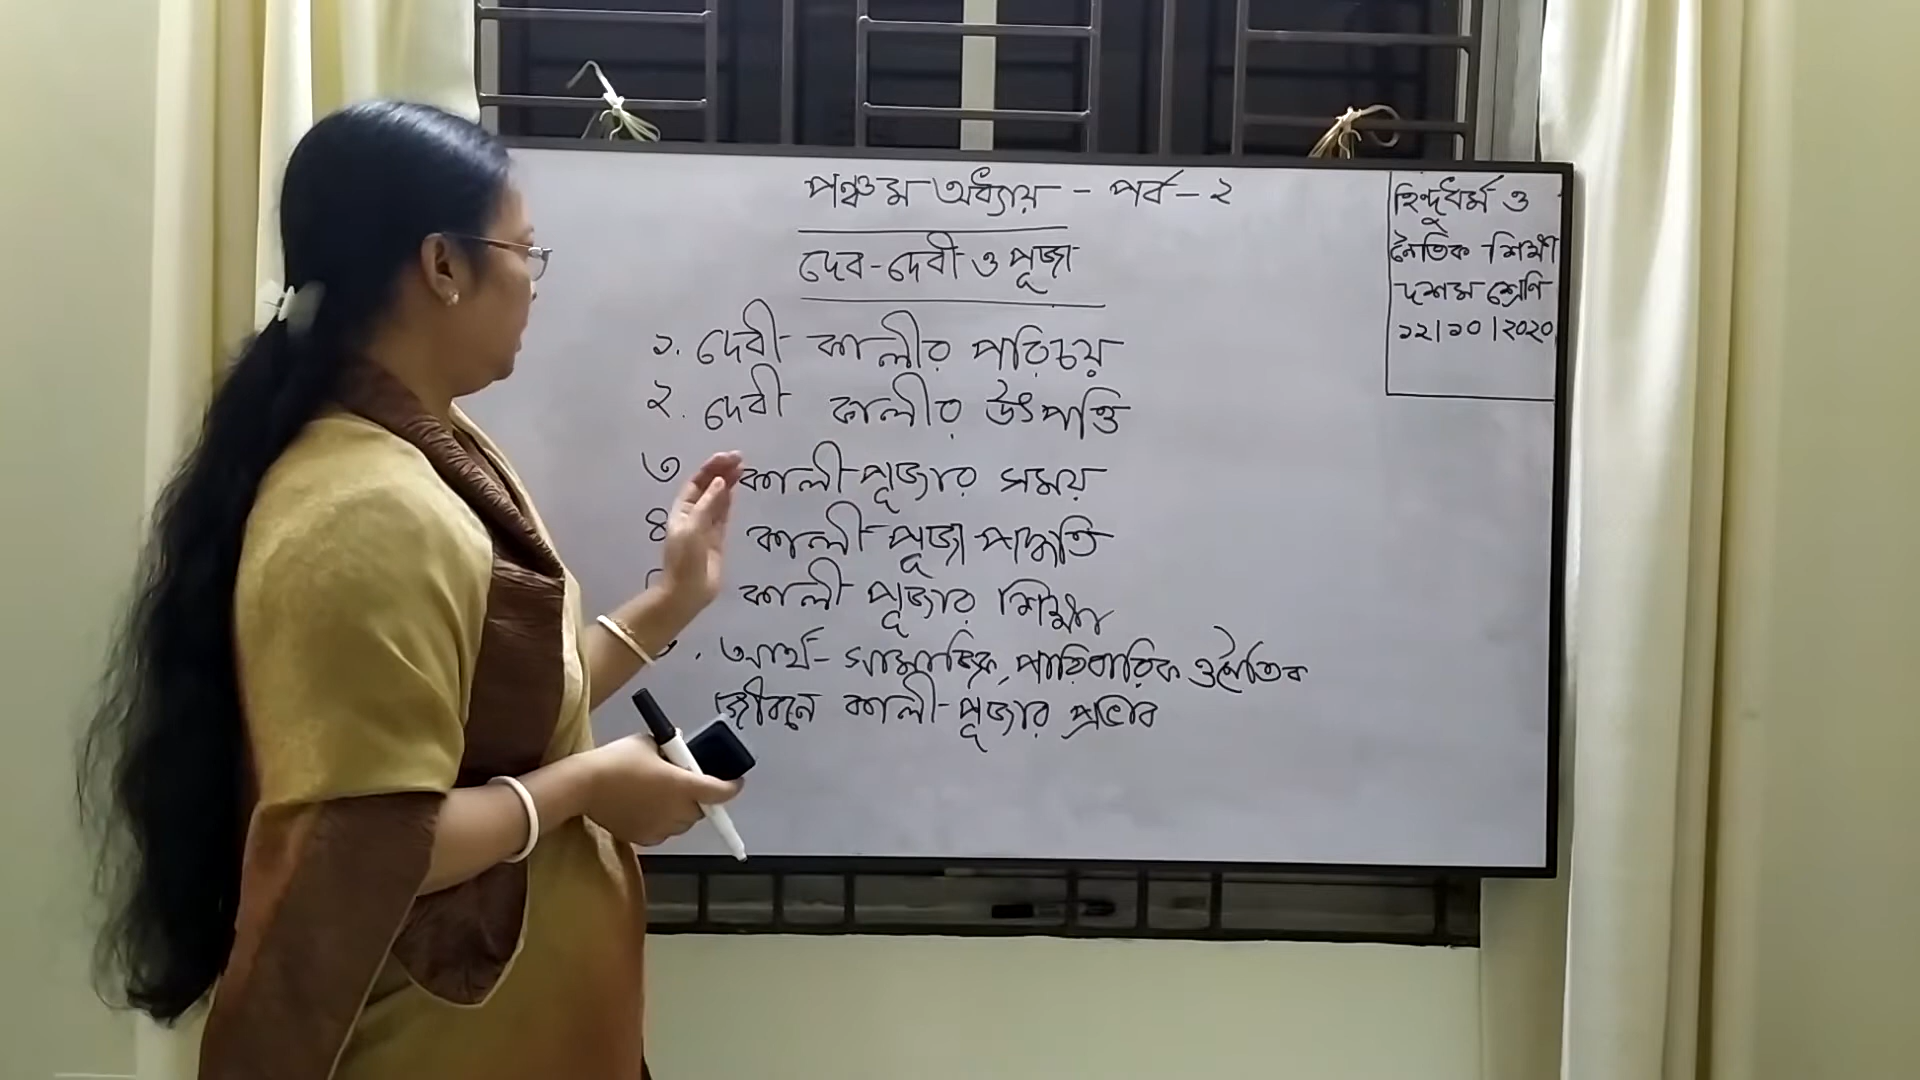 পঞ্চম অধ্যায় - পর্ব - ২
দেব-দেবী ও পূজা
১. দেবী কালীর পরিচয়
২. দেবী কালীর উৎপত্তি
৩ কালী পূজার সময়
৪ কালী পূজা পদ্ধতি
কালী পূজার শিক্ষা
. আর্থ-সামাজিক, পারিবারিক ও নৈতিক
জীবনে কালী পূজার প্রভাব
হিন্দুধর্ম ও
নৈতিক শিক্ষা
দশম শ্রেণি
১২|১০|২০২০